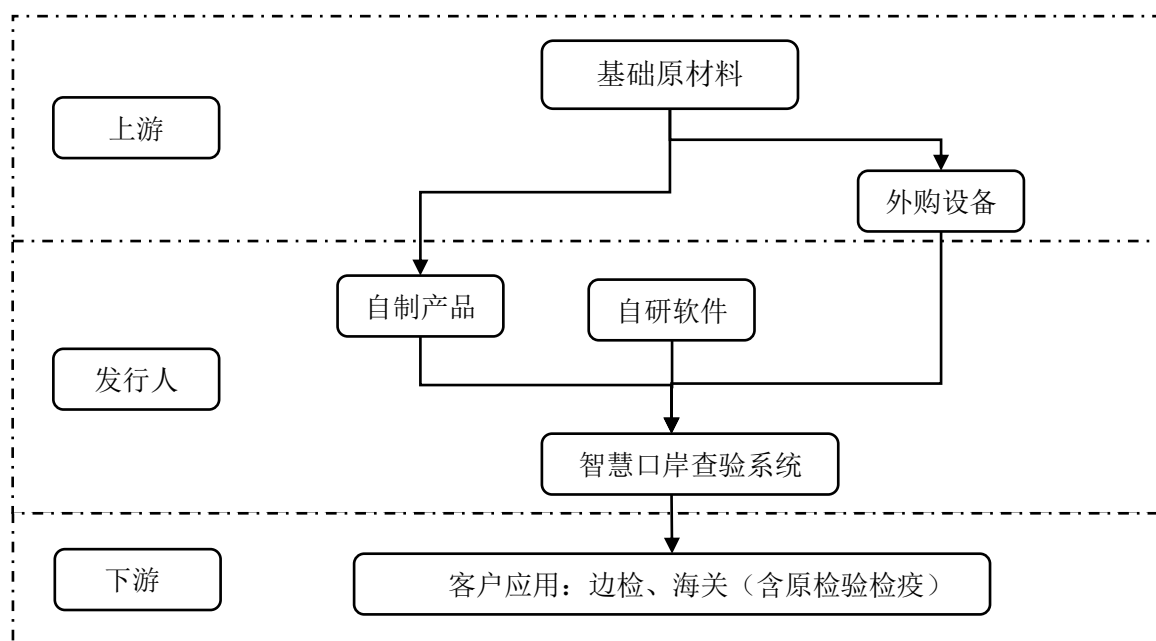 基础原材料
上游
外购设备
自制产品
自研软件
发行人
智慧口岸查验系统
下游
客户应用：边检、海关（含原检验检疫）